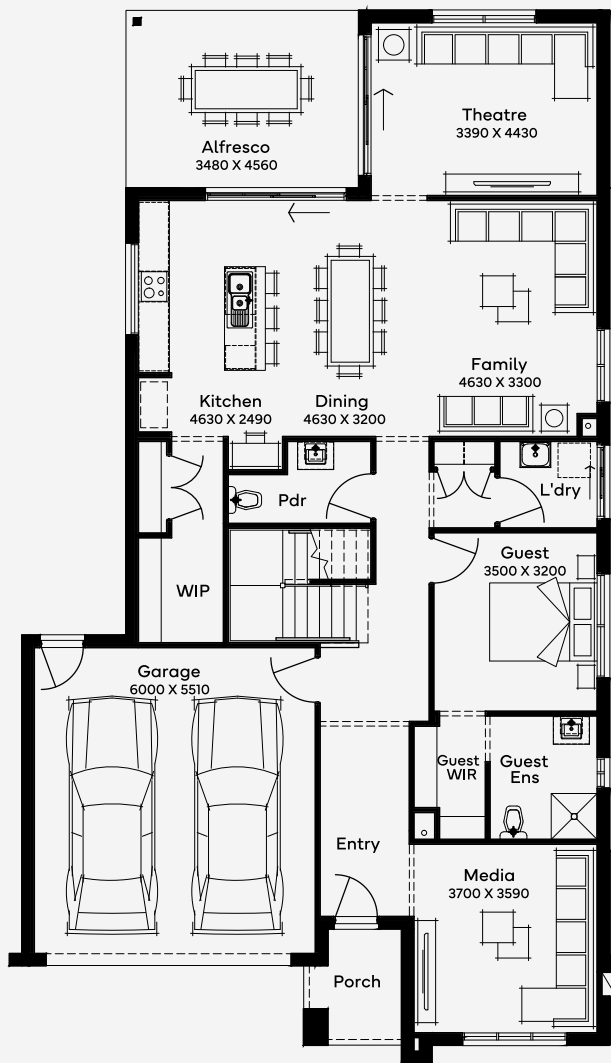 Theatre
3390 X 4430
Alfresco
3480 X 4560
Family
4630 X 3300
Kitchen
4630 X 2490
Dining
4630 X 3200
L'dry
Pdr
Guest
3500 X 3200
WIP
Garage
6000 X 5510
Guest
WIR
Guest
Ens
Entry
Media
3700 X 3590
Porch